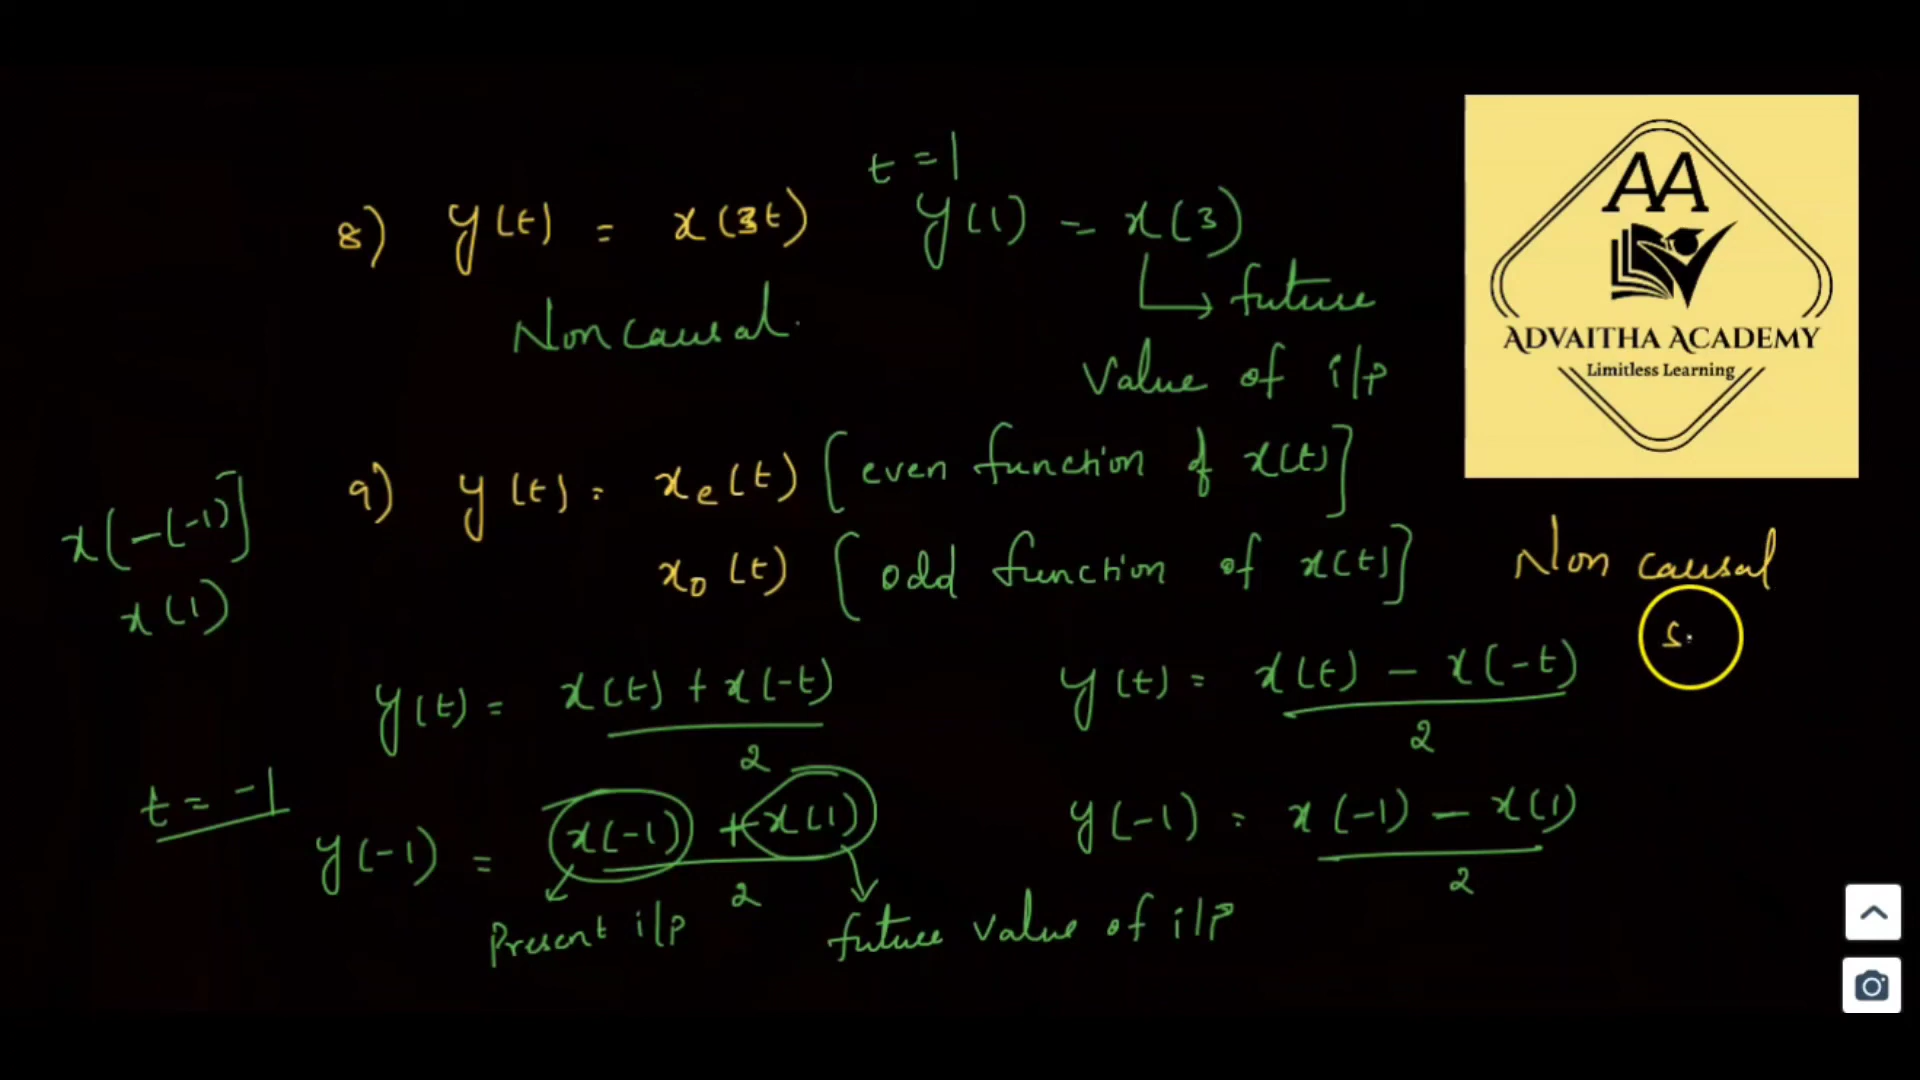 t = 1
8) y(t) = x(3t) y(1) = x(3)
Non causal.
future
value of i/p
9) y(t) = xe(t) [even function of x(t)]
xo(t) [odd function of x(t)]
x(-(-1)]
x(1)
Non causal
s
y(t) = x(t) + x(-t) / 2
y(t) = x(t) - x(-t) / 2
t = -1
y(-1) = x(-1) + x(1) / 2
y(-1) = x(-1) - x(1) / 2
Present i/p
future value of i/p
AA
ADVAITHA ACADEMY
Limitless Learning